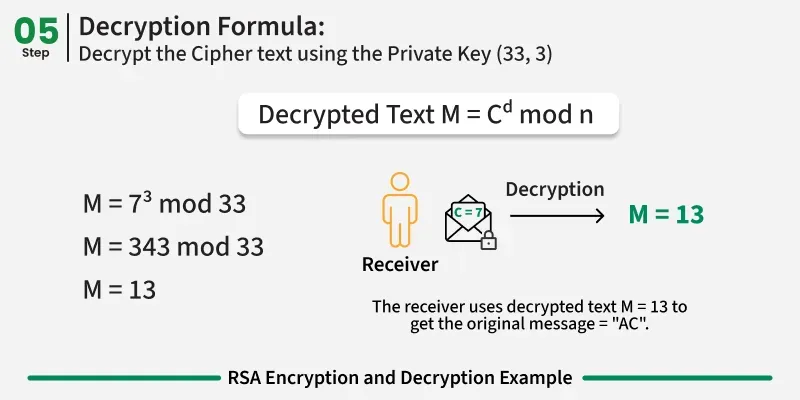 05
Step
Decryption Formula:
Decrypt the Cipher text using the Private Key (33, 3)
Decrypted Text M = Cᵈ mod n
M = 7³ mod 33
M = 343 mod 33
M = 13
C = 7
Receiver
Decryption
M = 13
The receiver uses decrypted text M = 13 to
get the original message = "AC".
RSA Encryption and Decryption Example